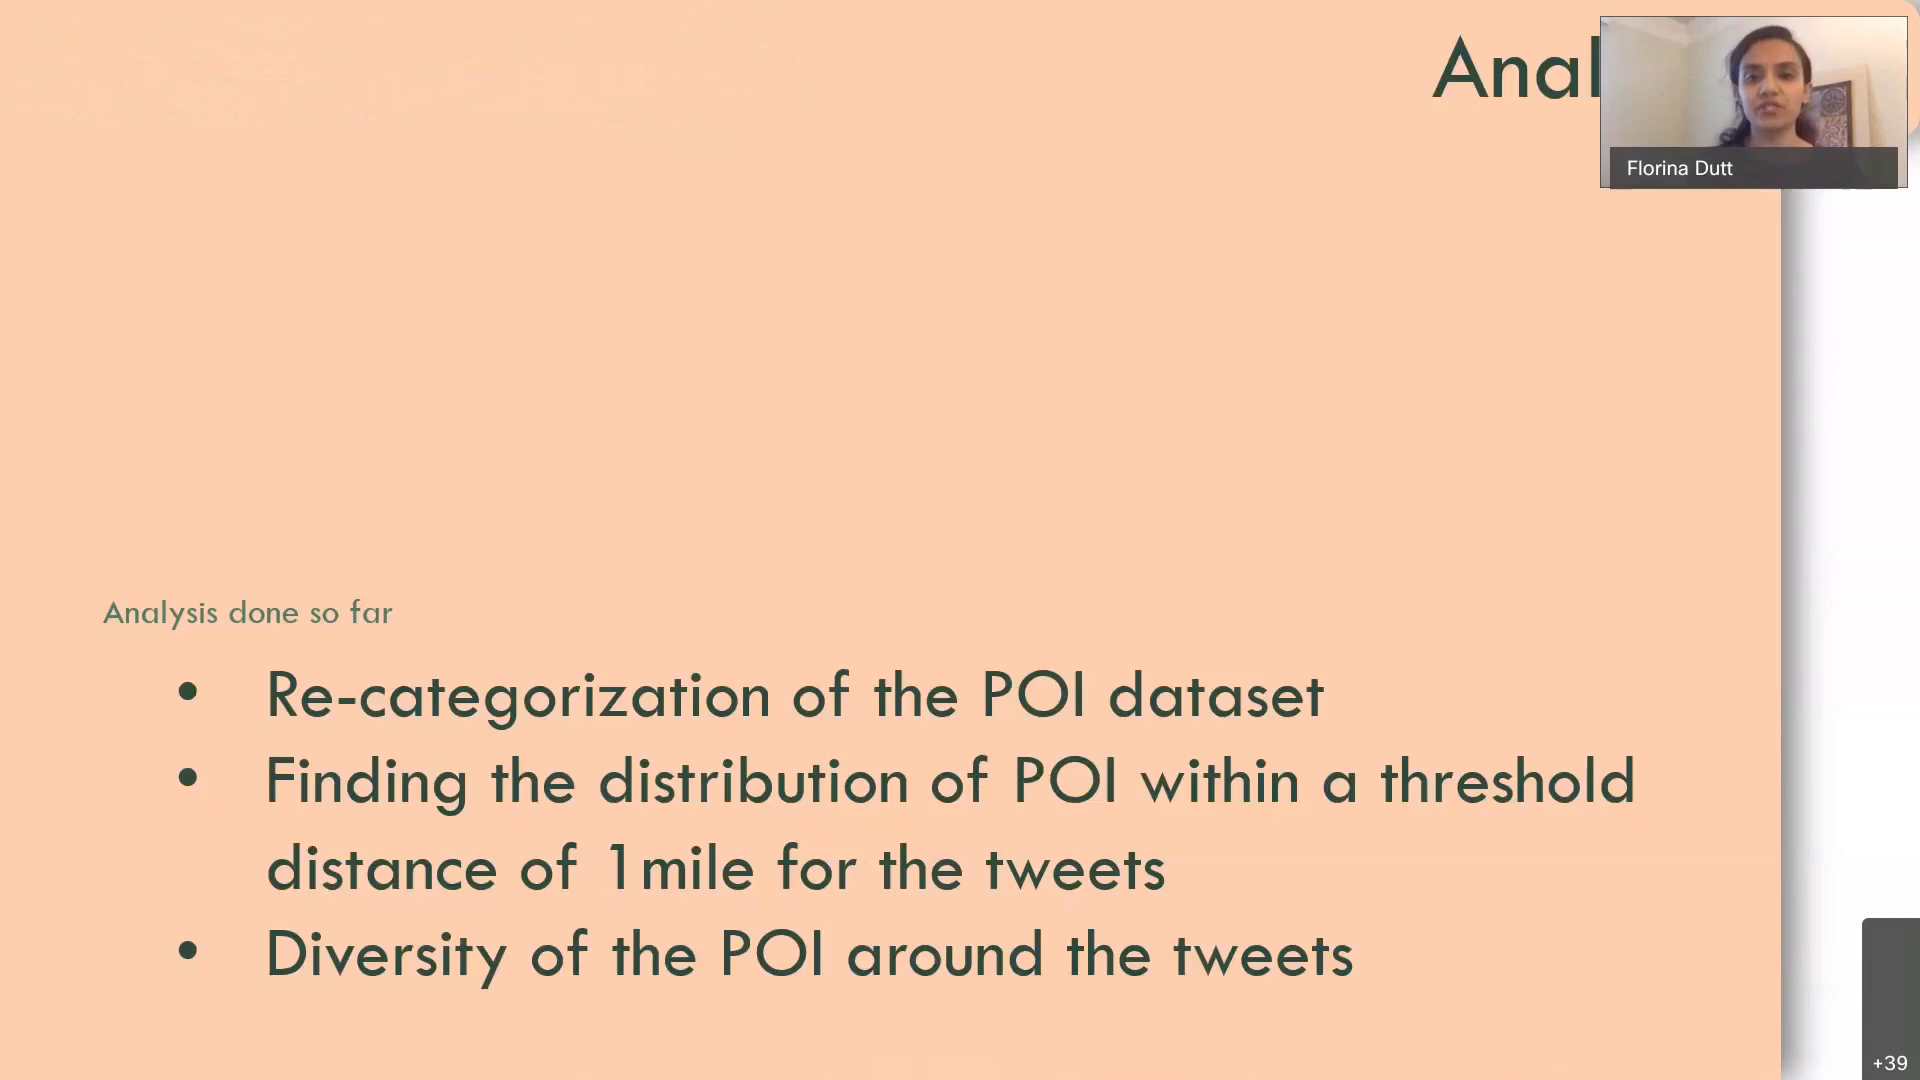 Anal
Florina Dutt
Analysis done so far
• Re-categorization of the POI dataset
• Finding the distribution of POI within a threshold
distance of 1mile for the tweets
• Diversity of the POI around the tweets
+39